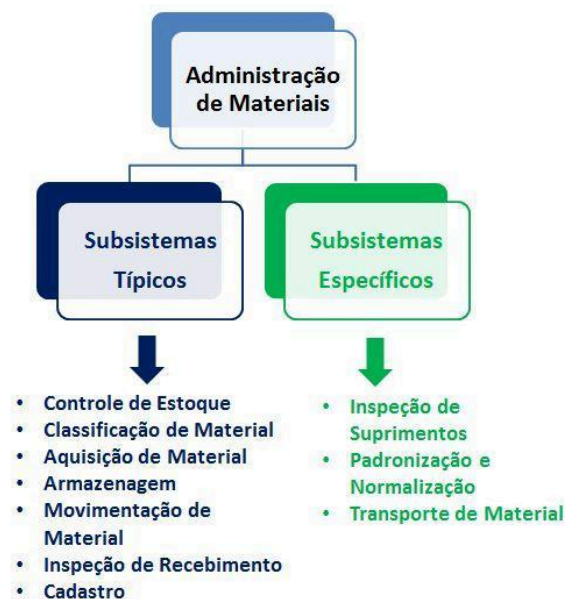 Administração
de Materiais
Subsistemas
Típicos
Subsistemas
Específicos
• Controle de Estoque
• Classificação de Material
• Aquisição de Material
• Armazenagem
• Movimentação de
Material
• Inspeção de Recebimento
• Cadastro
• Inspeção de
Suprimentos
• Padronização e
Normalização
• Transporte de Material